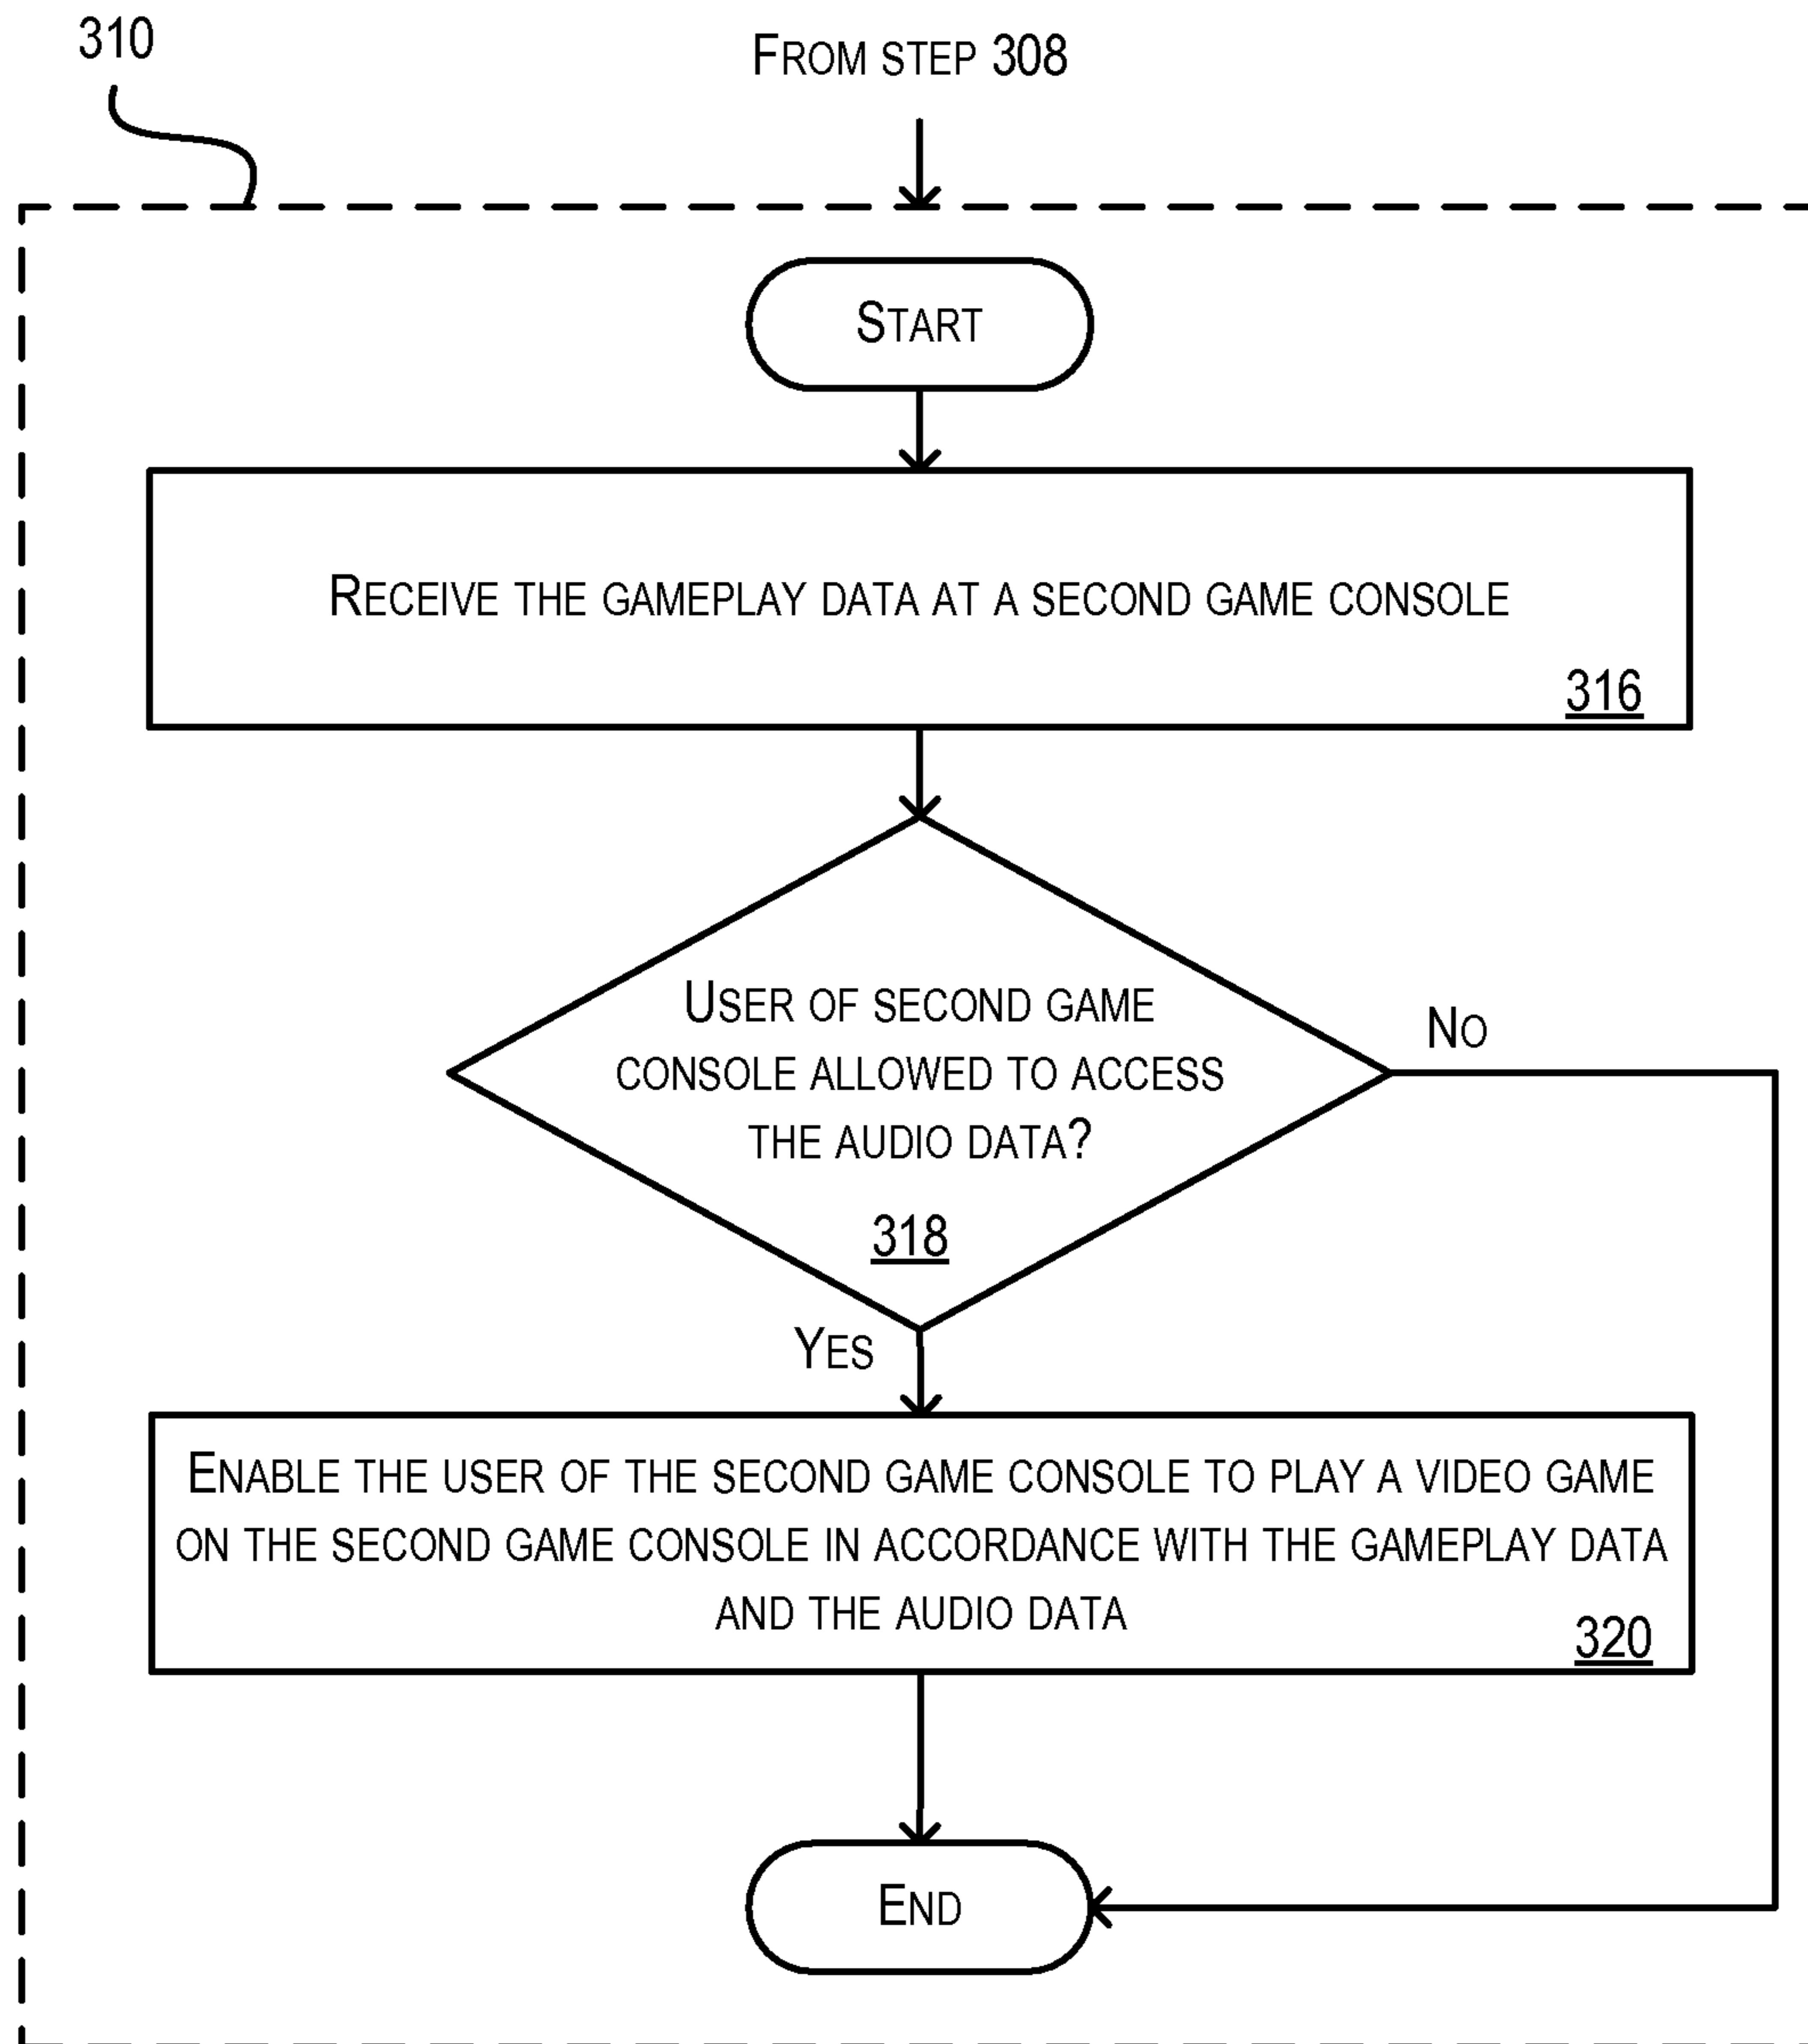 310
FROM STEP 308
START
RECEIVE THE GAMEPLAY DATA AT A SECOND GAME CONSOLE
316
USER OF SECOND GAME
CONSOLE ALLOWED TO ACCESS
THE AUDIO DATA?
318
NO
YES
ENABLE THE USER OF THE SECOND GAME CONSOLE TO PLAY A VIDEO GAME
ON THE SECOND GAME CONSOLE IN ACCORDANCE WITH THE GAMEPLAY DATA
AND THE AUDIO DATA
320
END